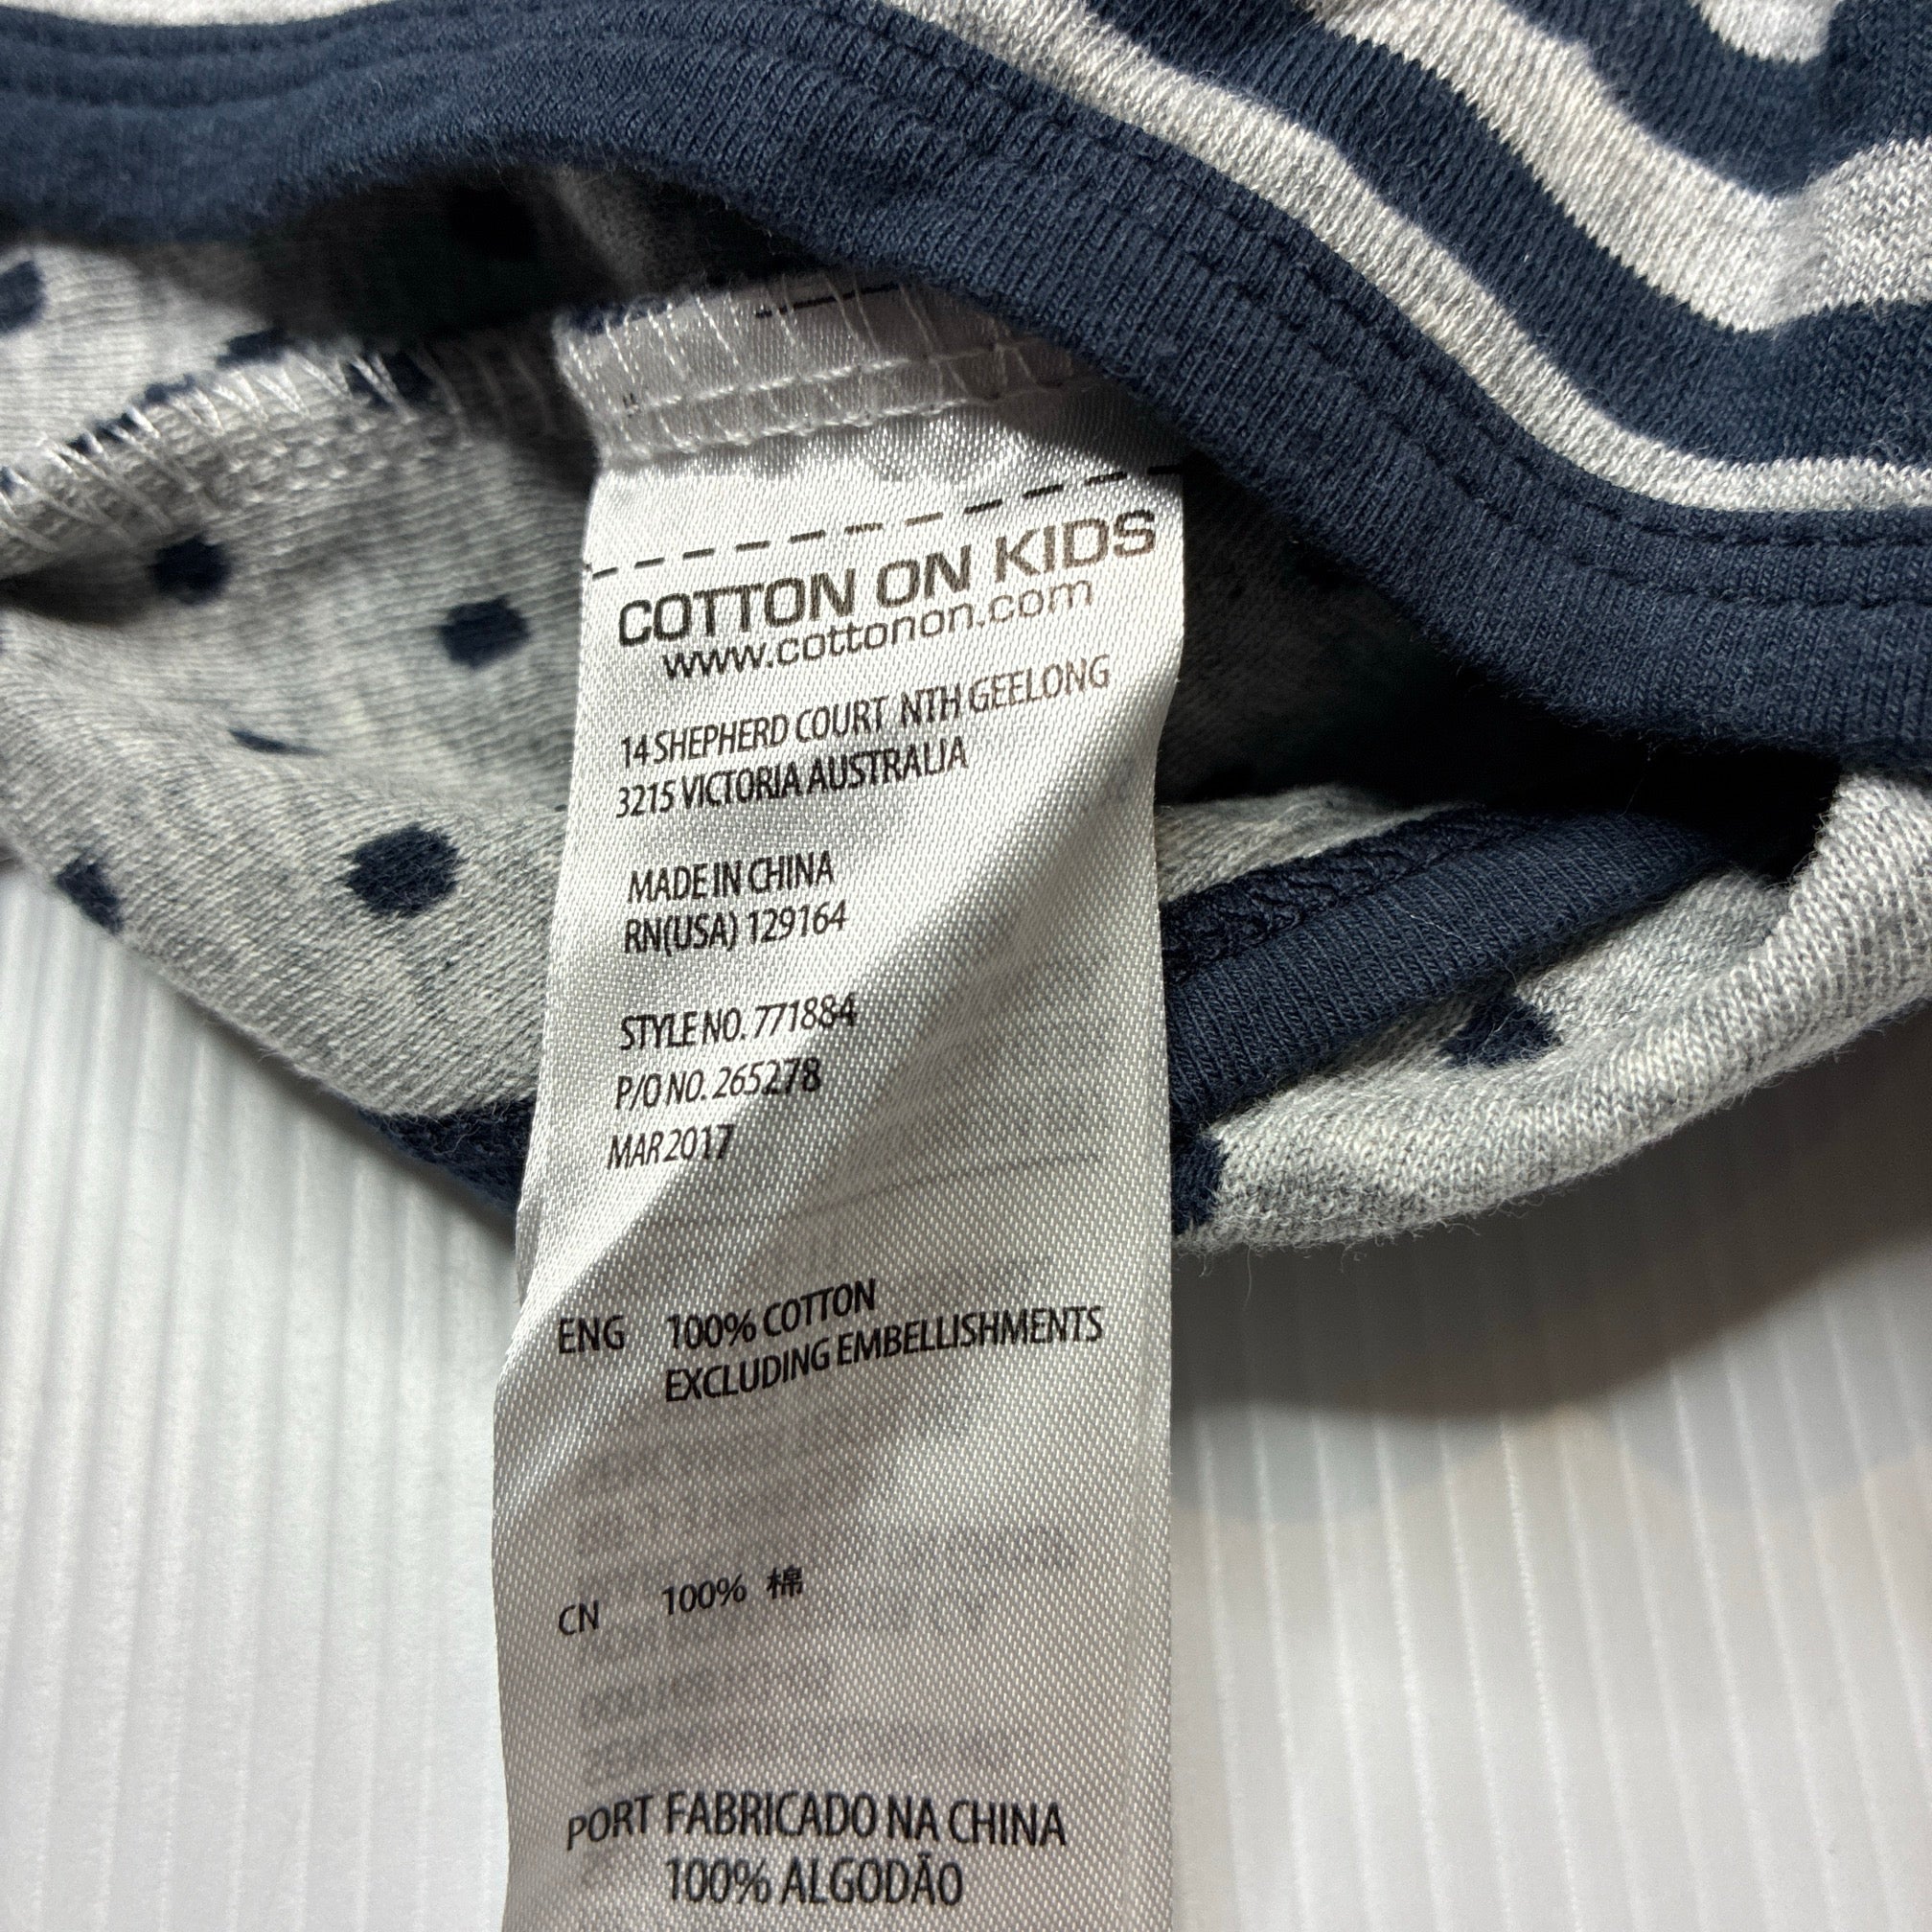 COTTON ON KIDS
www.cottonon.com
14 SHEPHERD COURT NTH GEELONG
3215 VICTORIA AUSTRALIA
MADE IN CHINA
RN(USA) 129164
STYLE NO. 771884
P/O NO. 265278
MAR 2017
ENG 100% COTTON
EXCLUDING EMBELLISHMENTS
CN 100% 棉
PORT FABRICADO NA CHINA
100% ALGODÃO